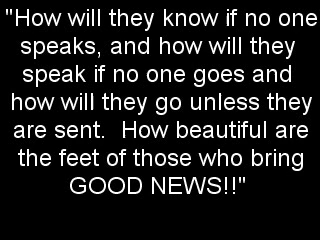 "How will they know if no one
speaks, and how will they
speak if no one goes and
how will they go unless they
are sent.  How beautiful are
the feet of those who bring
GOOD NEWS!!"